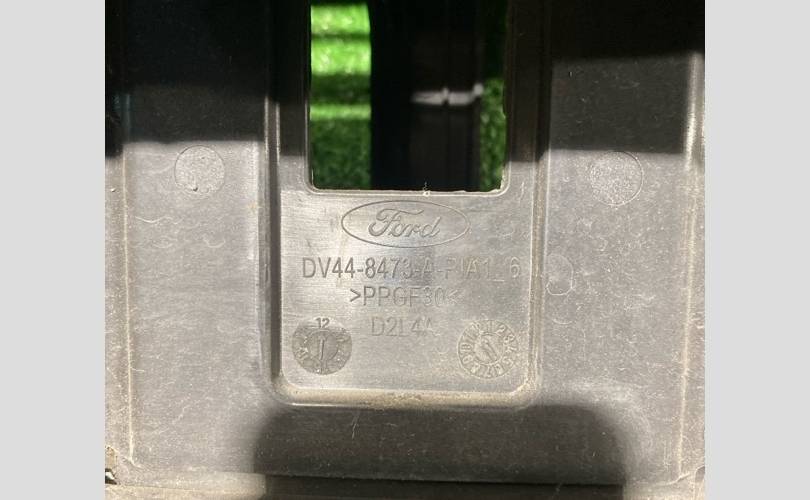 Ford
DV44-8473-A-PIA1_6
>PPGF30<
D2L4A
12